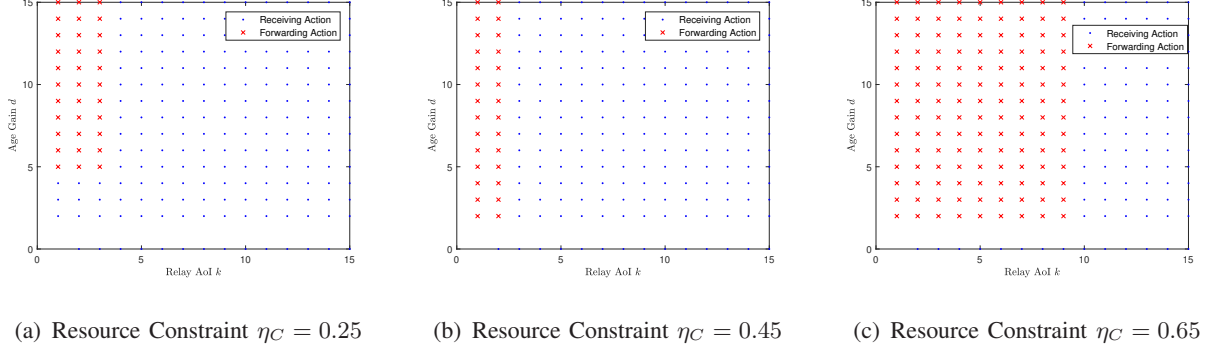 15
10
5
0
Age Gain d
0
5
10
15
Relay AoI k
Receiving Action
Forwarding Action
(a) Resource Constraint η_C = 0.25
15
10
5
0
Age Gain d
0
5
10
15
Relay AoI k
Receiving Action
Forwarding Action
(b) Resource Constraint η_C = 0.45
15
10
5
0
Age Gain d
0
5
10
15
Relay AoI k
Receiving Action
Forwarding Action
(c) Resource Constraint η_C = 0.65